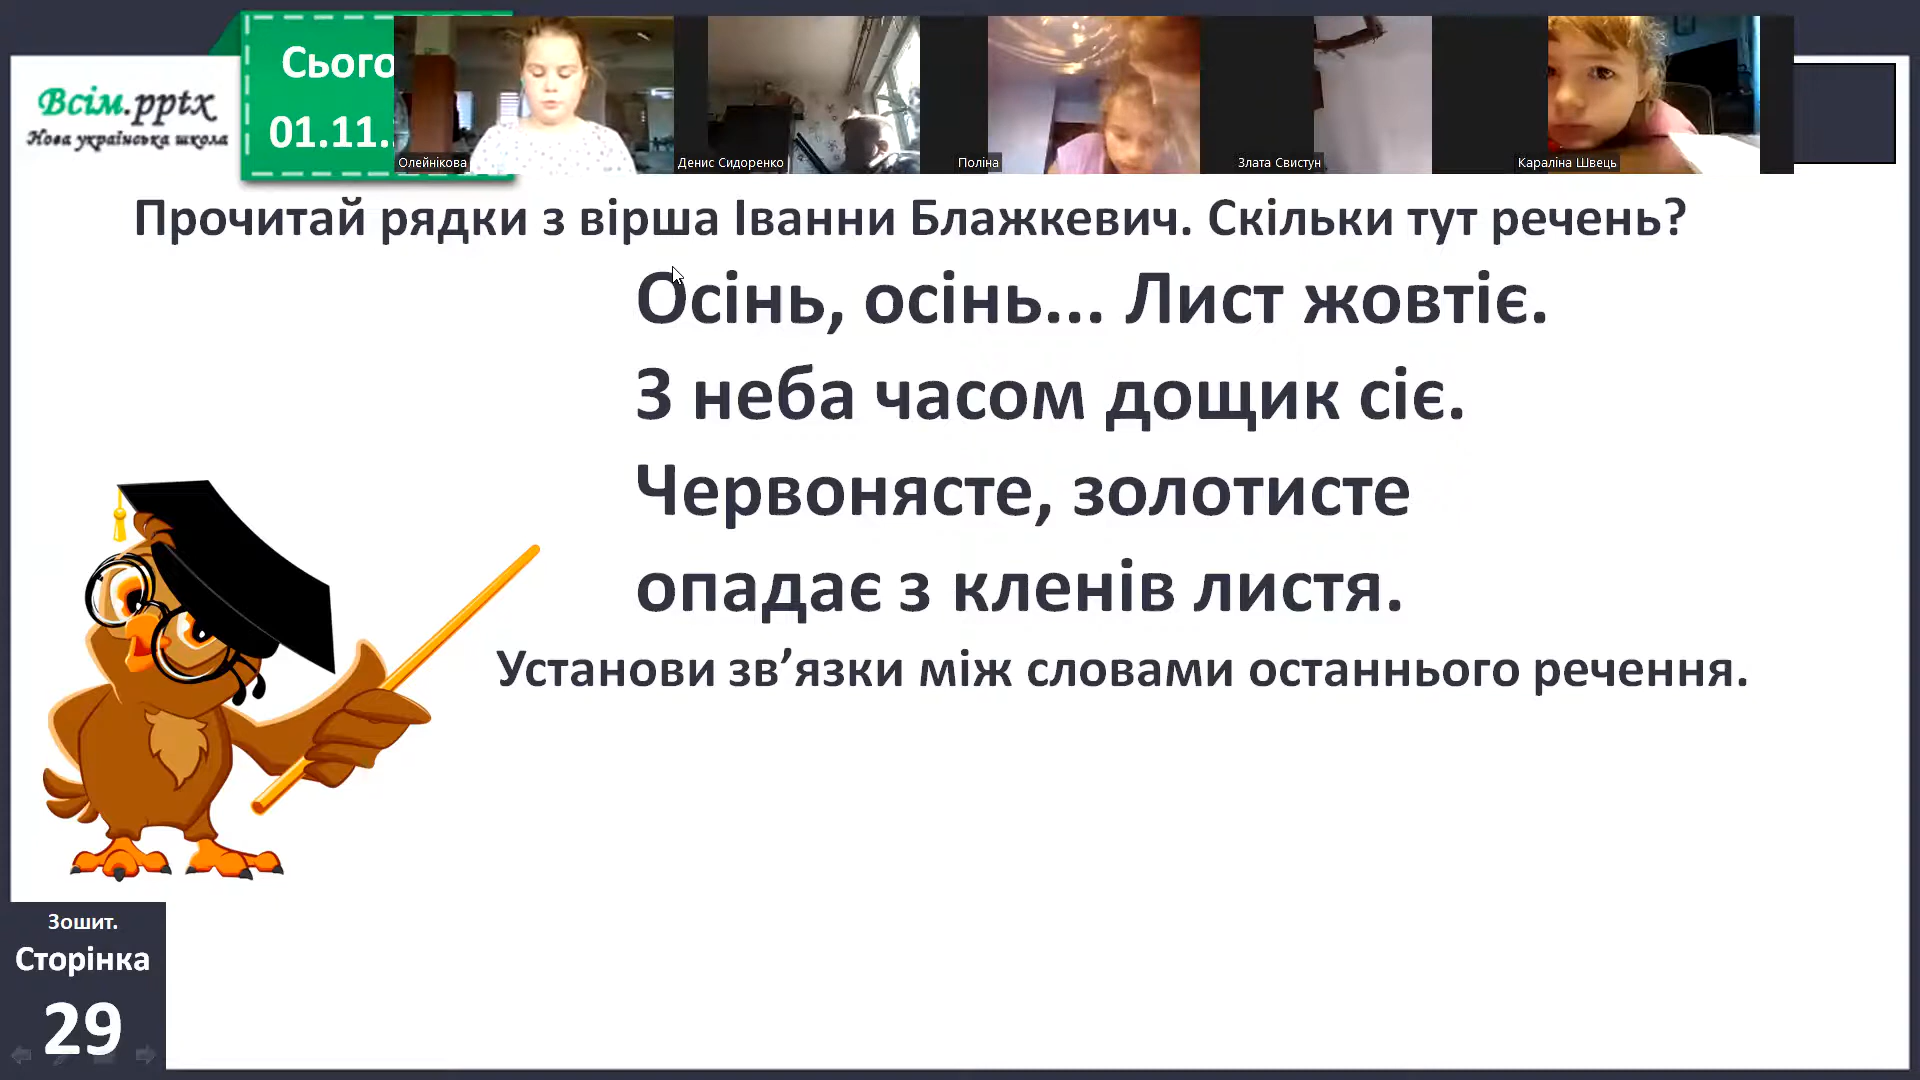 Сього
01.11.
Всім.pptx
Нова українська школа
Олейнікова
Денис Сидоренко
Поліна
Злата Свистун
Караліна Швець
Прочитай рядки з вірша Іванни Блажкевич. Скільки тут речень?
Осінь, осінь... Лист жовтіє.
З неба часом дощик сіє.
Червонясте, золотисте
опадає з кленів листя.
Установи зв’язки між словами останнього речення.
Зошит.
Сторінка
29